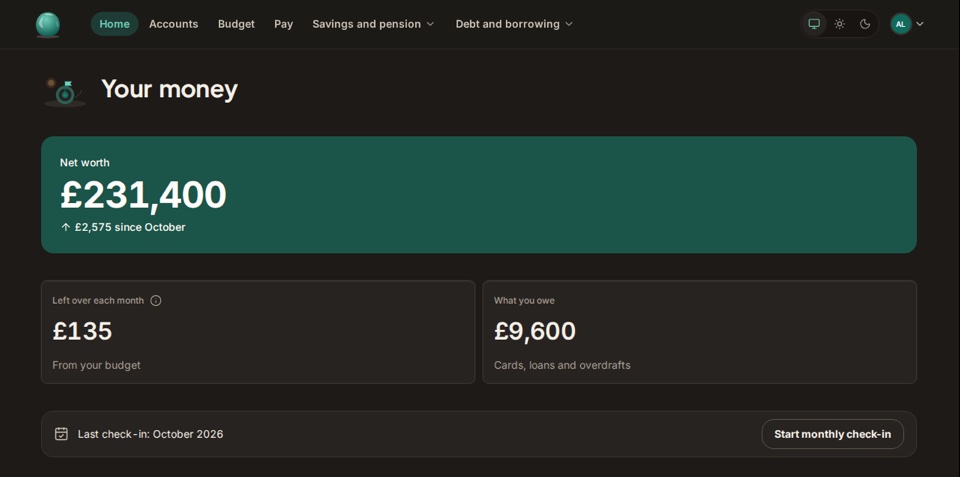 Home Accounts Budget Pay Savings and pension Debt and borrowing AL
Your money
Net worth
£231,400
↑ £2,575 since October
Left over each month
£135
From your budget
What you owe
£9,600
Cards, loans and overdrafts
Last check-in: October 2026
Start monthly check-in